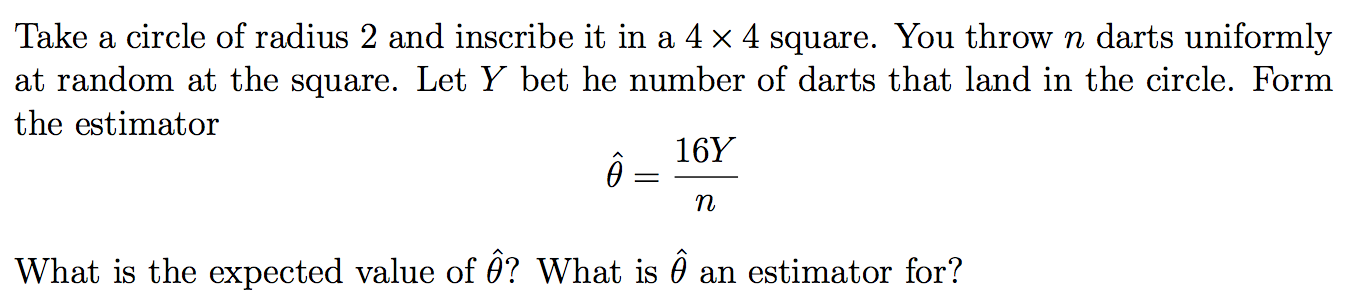 Take a circle of radius 2 and inscribe it in a 4 × 4 square. You throw n darts uniformly
at random at the square. Let Y bet he number of darts that land in the circle. Form
the estimator
θ̂ = 16Y / n
What is the expected value of θ̂? What is θ̂ an estimator for?